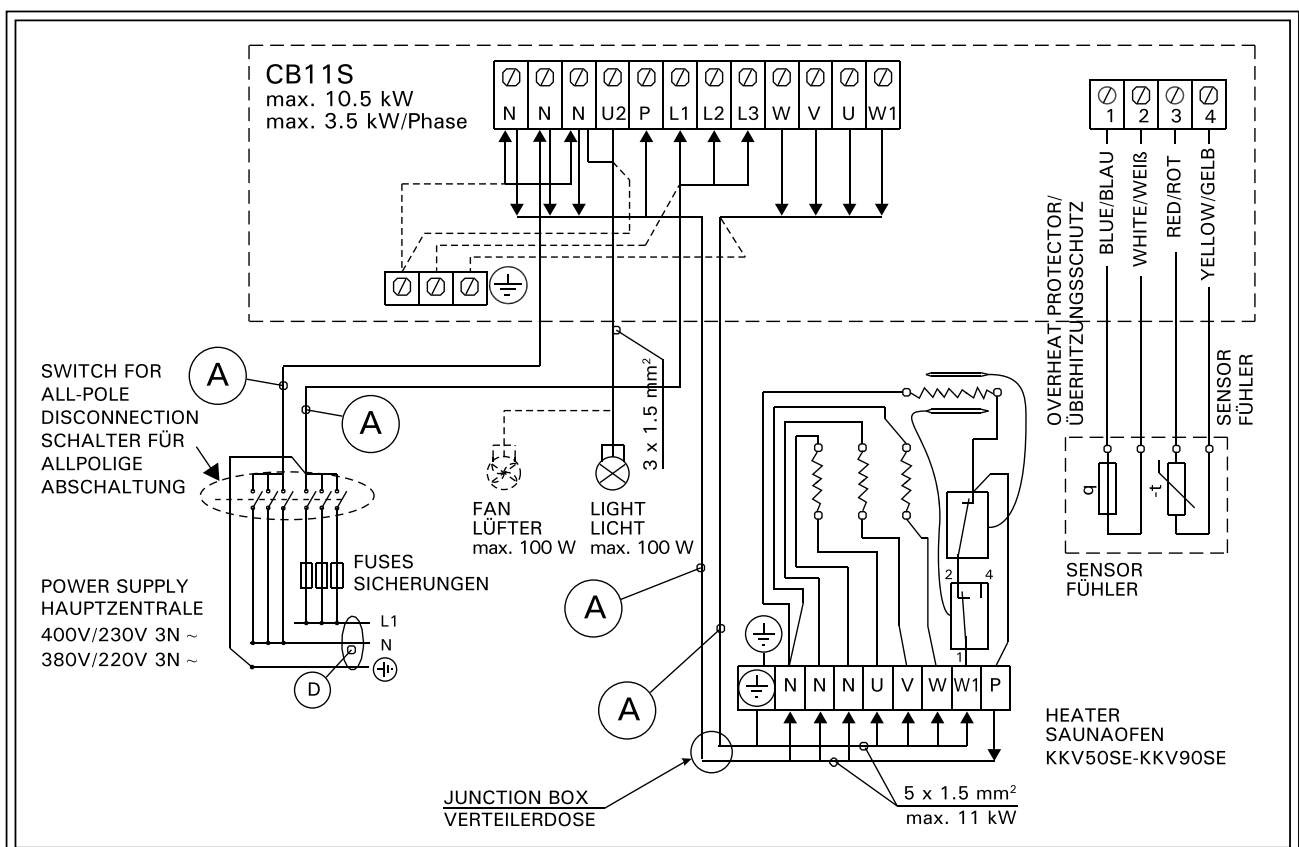 CB11S
max. 10.5 kW
max. 3.5 kW/Phase
N N N U2 P L1 L2 L3 W V U W1
1 2 3 4
BLUE/BLAU
WHITE/WEIß
RED/ROT
YELLOW/GELB
OVERHEAT PROTECTOR/
ÜBERHITZUNGSSCHUTZ
SENSOR
FÜHLER
SWITCH FOR
ALL-POLE
DISCONNECTION
SCHALTER FÜR
ALLPOLIGE
ABSCHALTUNG
A
A
3 x 1.5 mm²
FAN
LÜFTER
max. 100 W
LIGHT
LICHT
max. 100 W
FUSES
SICHERUNGEN
POWER SUPPLY
HAUPTZENTRALE
400V/230V 3N ~
380V/220V 3N ~
L1
N
D
A
A
q
-t
SENSOR
FÜHLER
2 4
1
N N N U V W W1 P
HEATER
SAUNAOFEN
KKV50SE-KKV90SE
JUNCTION BOX
VERTEILERDOSE
5 x 1.5 mm²
max. 11 kW